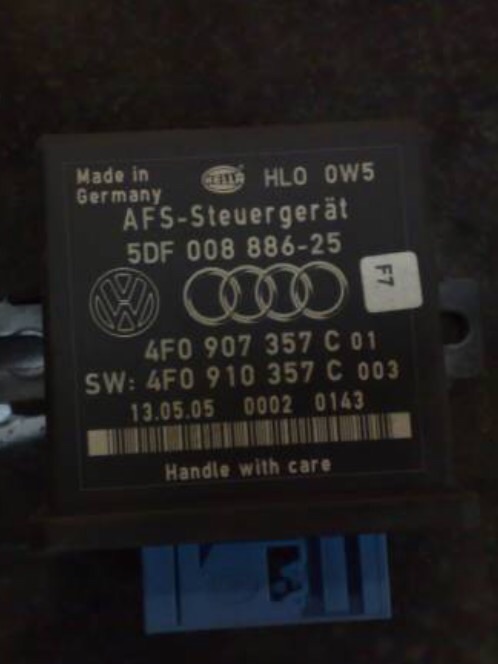 Made in
Germany
HELLA
HLO 0W5
AFS-Steuergerät
5DF 008 886-25
F7
4F0 907 357 C 01
SW: 4F0 910 357 C 003
13.05.05 0002 0143
Handle with care